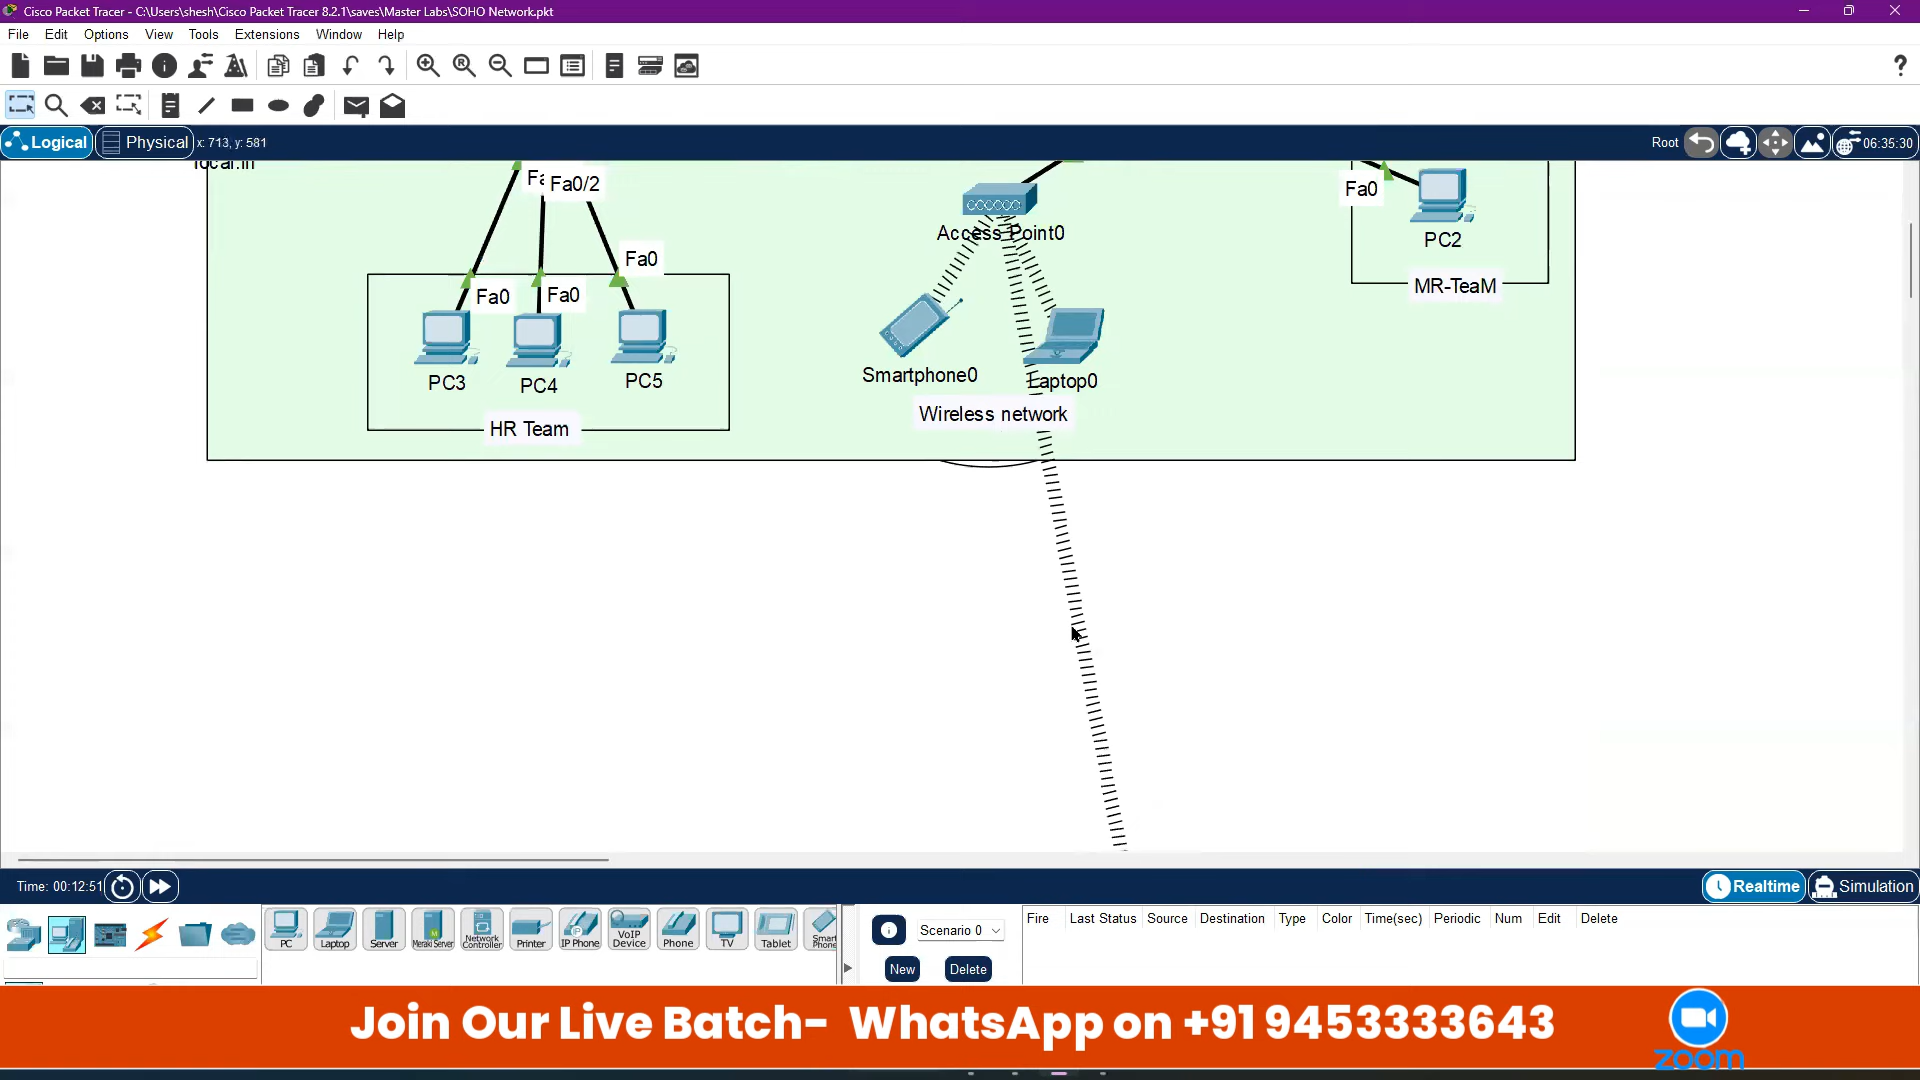 Cisco Packet Tracer - C:\Users\shesh\Cisco Packet Tracer 8.2.1\saves\Master Labs\SOHO Network.pkt
File Edit Options View Tools Extensions Window Help
Logical Physical x: 713, y: 581 Root 06:35:30
Fa0/2
Fa0
Access Point0
PC2
Fa0
MR-TeaM
Fa0 Fa0
PC3 PC4 PC5
Smartphone0 Laptop0
Wireless network
HR Team
Time: 00:12:51 Realtime Simulation
PC Laptop Server Meraki Server Network Controller Printer IP Phone VoIP Device Phone TV Tablet Smart Phone
Scenario 0
New Delete
Fire Last Status Source Destination Type Color Time(sec) Periodic Num Edit Delete
Join Our Live Batch- WhatsApp on +91 9453333643
zoom